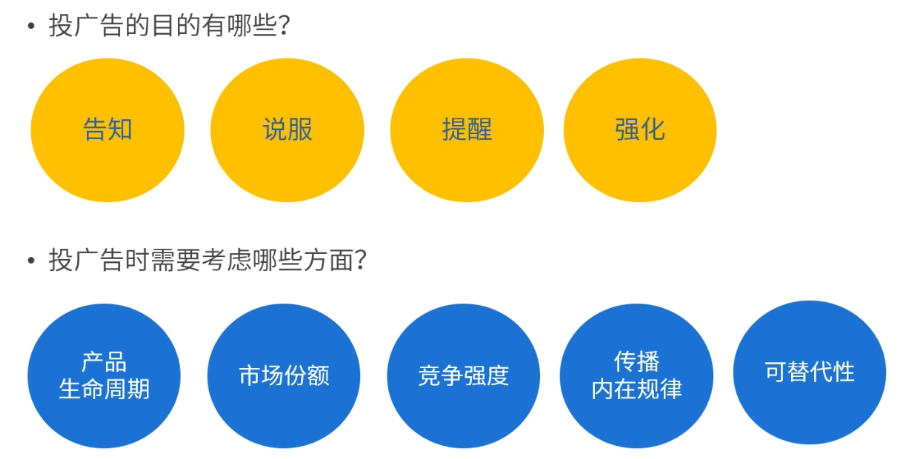 • 投广告的目的有哪些？
告知
说服
提醒
强化
• 投广告时需要考虑哪些方面？
产品
生命周期
市场份额
竞争强度
传播
内在规律
可替代性